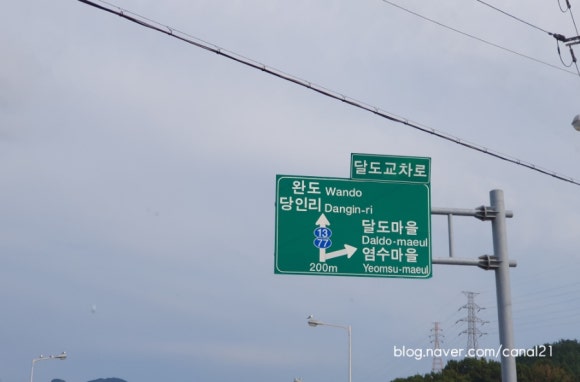 달도교차로
완도 Wando
당인리 Dangin-ri
13
77
달도마을
Daldo-maeul
염수마을
Yeomsu-maeul
200m
blog.naver.com/canal21